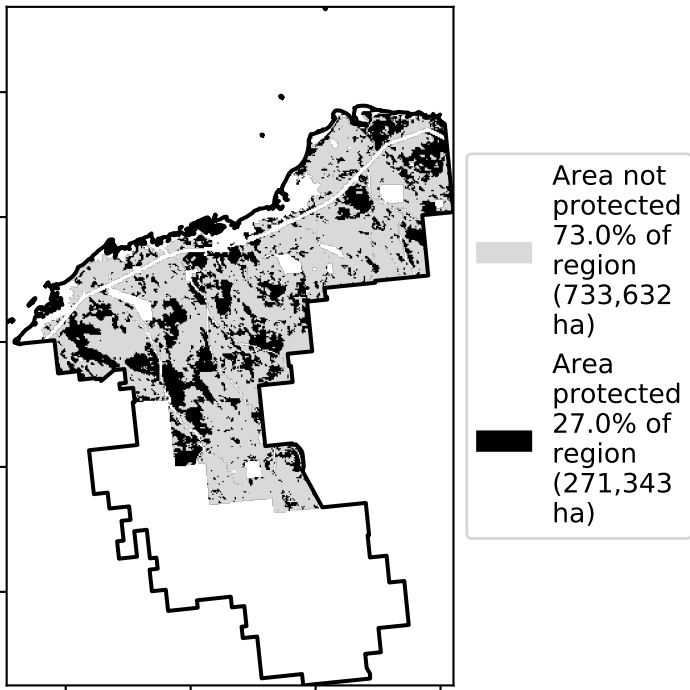 Area not
protected
73.0% of
region
(733,632
ha)
Area
protected
27.0% of
region
(271,343
ha)